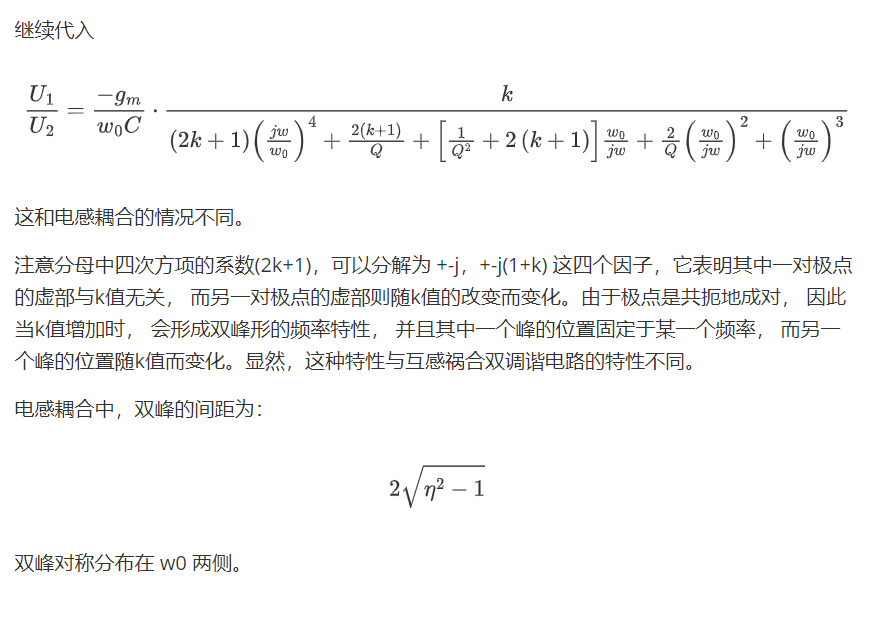 继续代入
\frac{U_1}{U_2} = \frac{-g_m}{w_0 C} \cdot \frac{k}{(2k+1)\left(\frac{jw}{w_0}\right)^4 + \frac{2(k+1)}{Q} + \left[\frac{1}{Q^2} + 2(k+1)\right]\frac{w_0}{jw} + \frac{2}{Q}\left(\frac{w_0}{jw}\right)^2 + \left(\frac{w_0}{jw}\right)^3}
这和电感耦合的情况不同。
注意分母中四次方项的系数(2k+1)，可以分解为 +-j，+-j(1+k) 这四个因子，它表明其中一对极点
的虚部与k值无关， 而另一对极点的虚部则随k值的改变而变化。由于极点是共扼地成对， 因此
当k值增加时， 会形成双峰形的频率特性， 并且其中一个峰的位置固定于某一个频率， 而另一
个峰的位置随k值而变化。显然，这种特性与互感祸合双调谐电路的特性不同。
电感耦合中，双峰的间距为：
2\sqrt{\eta^2 - 1}
双峰对称分布在 w0 两侧。